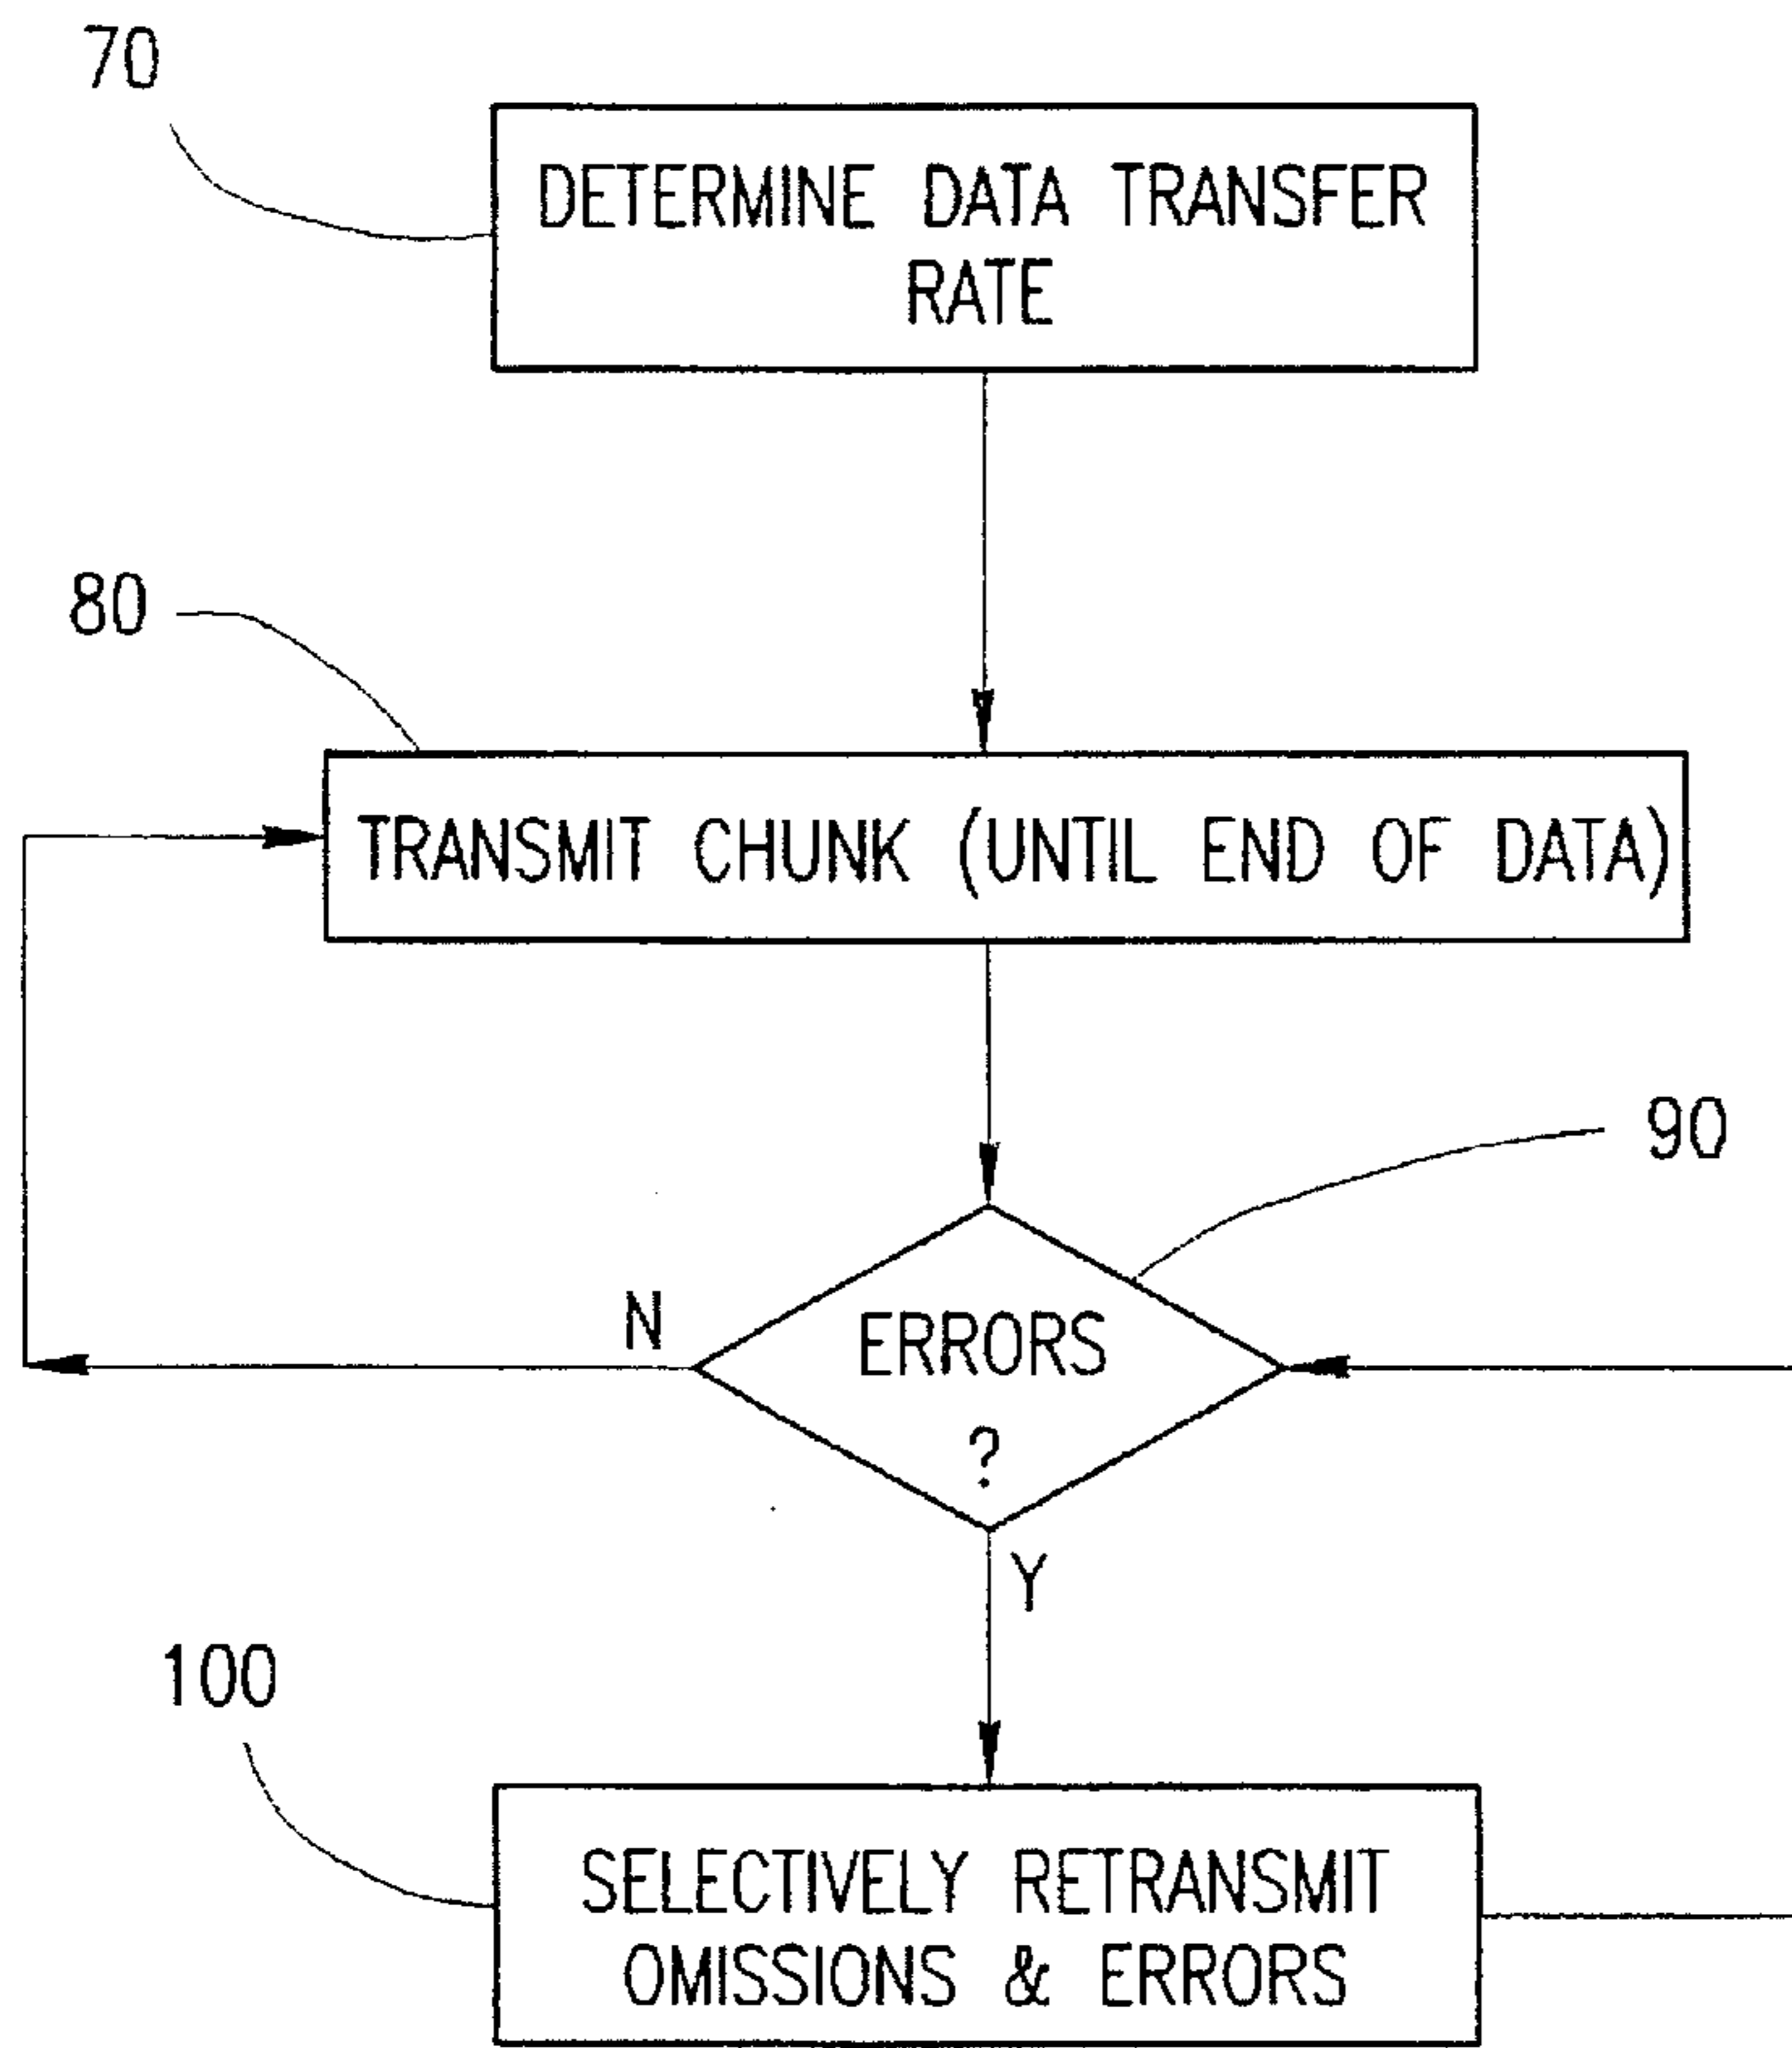 70
DETERMINE DATA TRANSFER
RATE
80
TRANSMIT CHUNK (UNTIL END OF DATA)
90
N
ERRORS
?
Y
100
SELECTIVELY RETRANSMIT
OMISSIONS & ERRORS